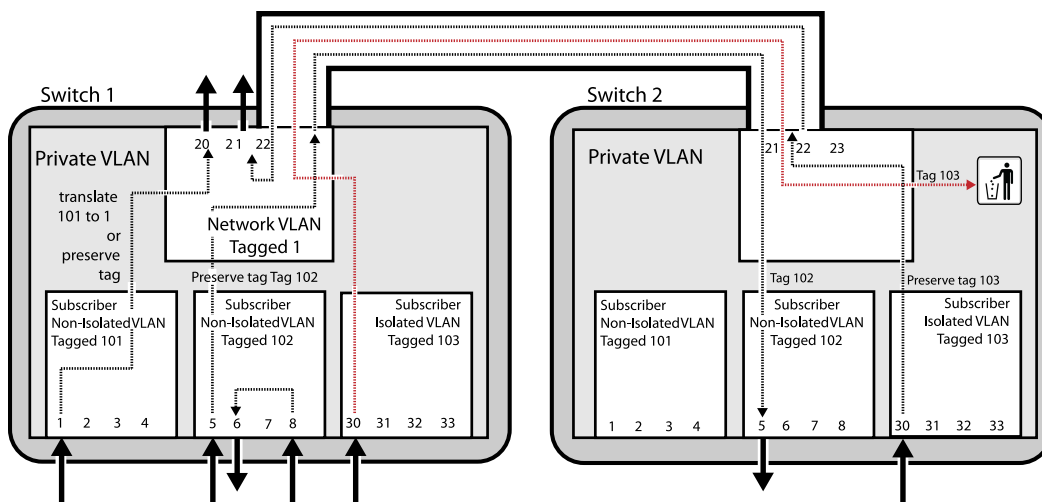 Switch 1
Private VLAN
20 21 22
translate
101 to 1
or
preserve
tag
Network VLAN
Tagged 1
Preserve tag Tag 102
Subscriber
Non-IsolatedVLAN
Tagged 101
1 2 3 4
Subscriber
Non-IsolatedVLAN
Tagged 102
5 6 7 8
Subscriber
Isolated VLAN
Tagged 103
30 31 32 33
Switch 2
Private VLAN
21 22 23
Tag 103
Tag 102
Preserve tag 103
Subscriber
Non-IsolatedVLAN
Tagged 101
1 2 3 4
Subscriber
Non-IsolatedVLAN
Tagged 102
5 6 7 8
Subscriber
Isolated VLAN
Tagged 103
30 31 32 33